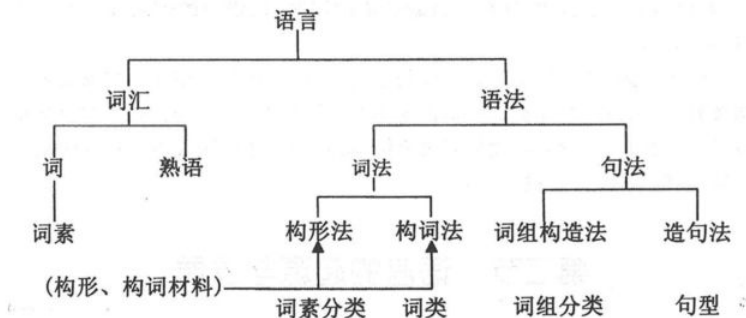 语言
词汇 语法
词 熟语 词法 句法
词素 构形法 构词法 词组构造法 造句法
(构形、构词材料)
词素分类 词类 词组分类 句型